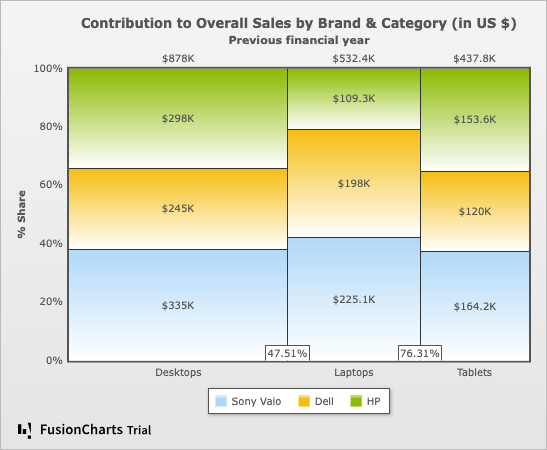 Contribution to Overall Sales by Brand & Category (in US $)
Previous financial year
$878K $532.4K $437.8K
100%
80%
60%
40%
20%
0%
% Share
$298K $109.3K $153.6K
$245K $198K $120K
$335K $225.1K $164.2K
47.51% 76.31%
Desktops Laptops Tablets
Sony Vaio Dell HP
FusionCharts Trial